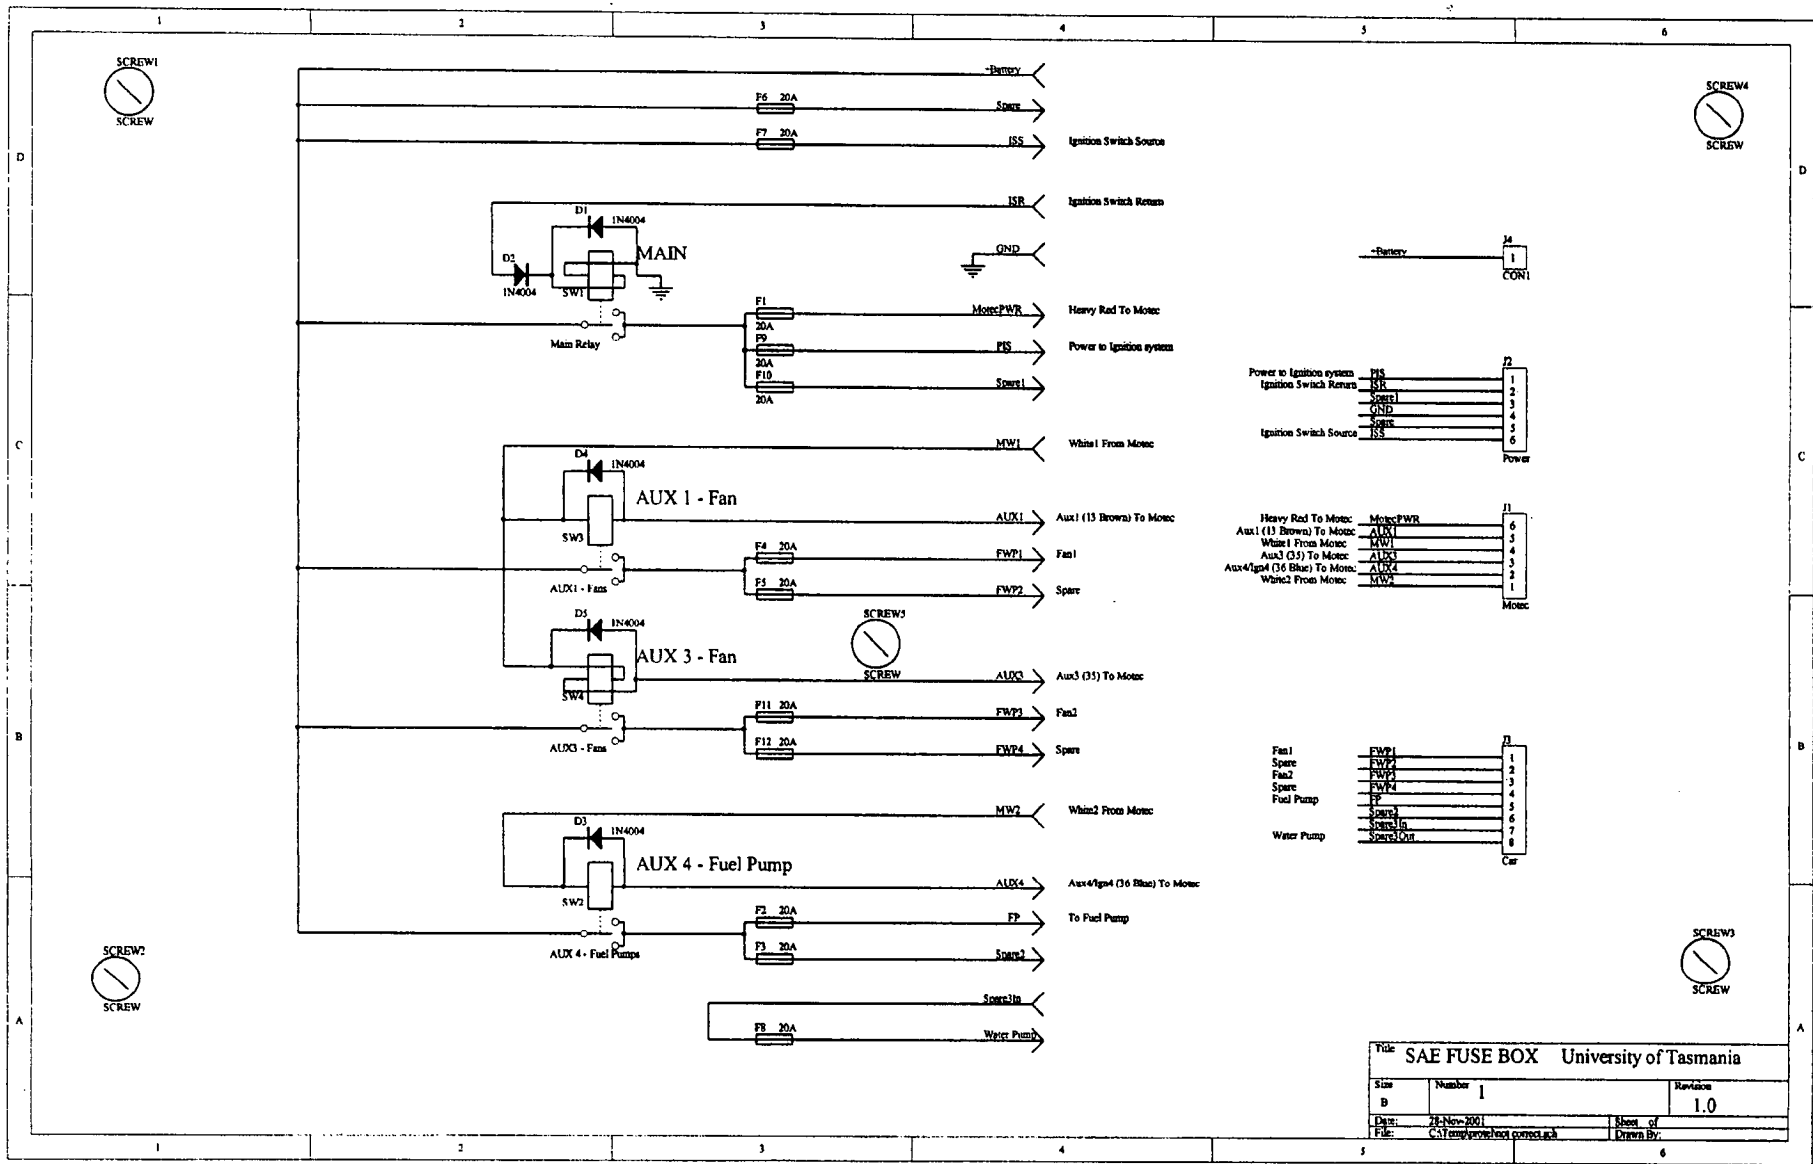 1 2 3 4 5 6
SCREW1
SCREW
SCREW4
SCREW
D
D
+Battery
F6 20A
Spare
F7 20A
ISS
Ignition Switch Source
ISR
Ignition Switch Return
D1
1N4004
MAIN
D2
1N4004
SW1
GND
+Battery
J4
1
CON1
Main Relay
F1
20A
MotecPWR
Heavy Red To Motec
F9
20A
PIS
Power to Ignition system
F10
20A
Spare1
J2
Power to Ignition system PIS 1
Ignition Switch Return ISR 2
Spare1 3
GND 4
Spare 5
Ignition Switch Source ISS 6
Power
C
C
MW1
White1 From Motec
D4
1N4004
AUX 1 - Fan
SW3
AUX1
Aux1 (13 Brown) To Motec
F4 20A
FWP1
Fan1
AUX1 - Fans
F5 20A
FWP2
Spare
J1
Heavy Red To Motec MotecPWR 6
Aux1 (13 Brown) To Motec AUX1 5
White1 From Motec MW1 4
Aux3 (35) To Motec AUX3 3
Aux4/Ign4 (36 Blue) To Motec AUX4 2
White2 From Motec MW2 1
Motec
D5
1N4004
SCREW5
SCREW
AUX 3 - Fan
SW4
AUX3
Aux3 (35) To Motec
F11 20A
FWP3
Fan2
AUX3 - Fans
F12 20A
FWP4
Spare
B
B
J3
Fan1 FWP1 1
Spare FWP2 2
Fan2 FWP3 3
Spare FWP4 4
Fuel Pump FP 5
Spare2 6
Spare3In 7
Water Pump Spare3Out 8
Car
MW2
White2 From Motec
D3
1N4004
AUX 4 - Fuel Pump
SW2
AUX4
Aux4/Ign4 (36 Blue) To Motec
F2 20A
FP
To Fuel Pump
AUX 4 - Fuel Pumps
F3 20A
Spare2
SCREW2
SCREW
SCREW3
SCREW
Spare3In
F8 20A
Water Pump
A
A
Title SAE FUSE BOX University of Tasmania
Size
B
Number 1
Revision
1.0
Date: 28-Nov-2001
Sheet of
File: C:\Temp\protel\not correct.sch
Drawn By:
1 2 3 4 5 6